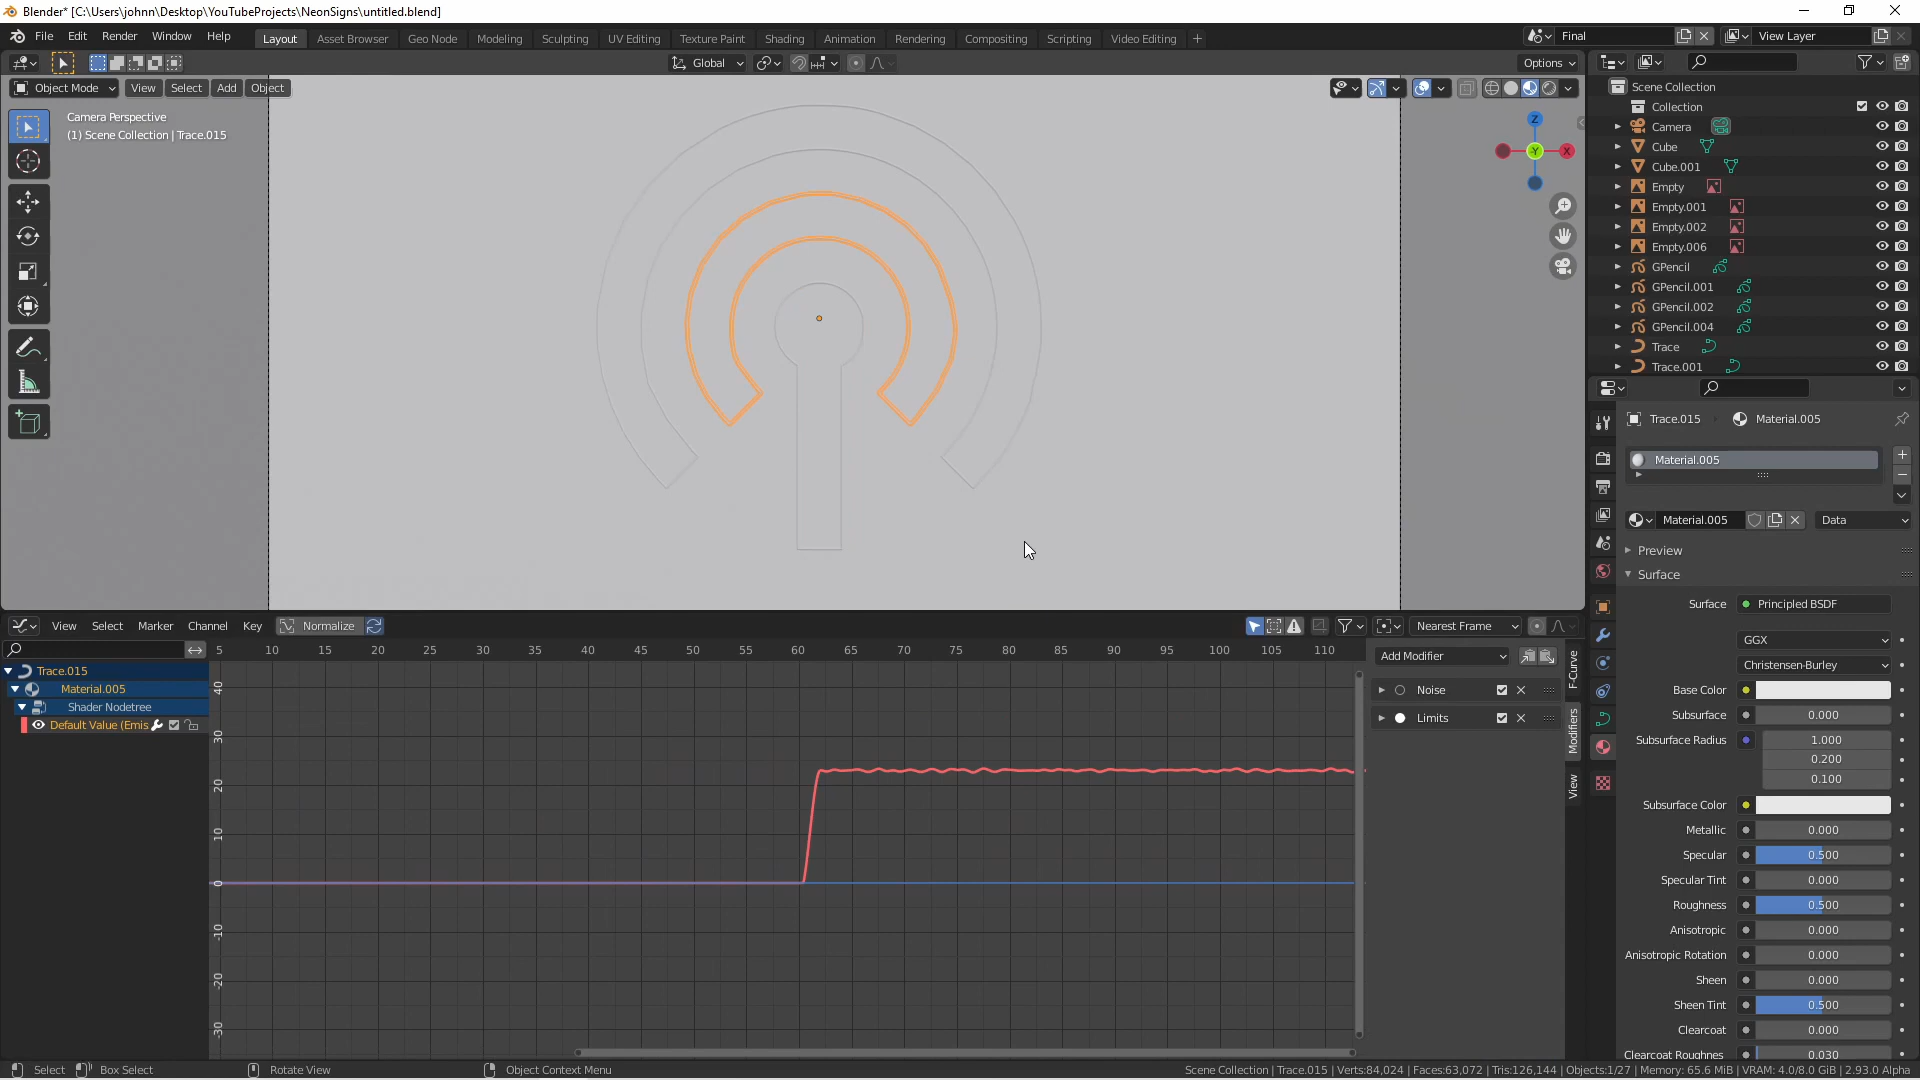 Blender* [C:\Users\johnn\Desktop\YouTubeProjects\NeonSigns\untitled.blend]
File Edit Render Window Help Layout Asset Browser Geo Node Modeling Sculpting UV Editing Texture Paint Shading Animation Rendering Compositing Scripting Video Editing + Final View Layer
Global Options
Object Mode View Select Add Object
Camera Perspective
(1) Scene Collection | Trace.015
Z
Y X
Scene Collection
Collection
Camera
Cube
Cube.001
Empty
Empty.001
Empty.002
Empty.006
GPencil
GPencil.001
GPencil.002
GPencil.004
Trace
Trace.001
Trace.015 Material.005
Material.005
Material.005 Data
Preview
Surface
Surface Principled BSDF
GGX
Christensen-Burley
Base Color
Subsurface 0.000
Subsurface Radius 1.000
0.200
0.100
Subsurface Color
Metallic 0.000
Specular 0.500
Specular Tint 0.000
Roughness 0.500
Anisotropic 0.000
Anisotropic Rotation 0.000
Sheen 0.000
Sheen Tint 0.500
Clearcoat 0.000
Clearcoat Roughnes 0.030
View Select Marker Channel Key Normalize Nearest Frame
5 10 15 20 25 30 35 40 45 50 55 60 65 70 75 80 85 90 95 100 105 110
Trace.015
Material.005
Shader Nodetree
Default Value (Emis
40
30
20
10
0
-10
-20
-30
Add Modifier
Noise
Limits
F-Curve
Modifiers
View
Select Box Select Rotate View Object Context Menu
Scene Collection | Trace.015 | Verts:84,024 | Faces:63,072 | Tris:126,144 | Objects:1/27 | Memory: 65.6 MiB | VRAM: 4.0/8.0 GiB | 2.93.0 Alpha